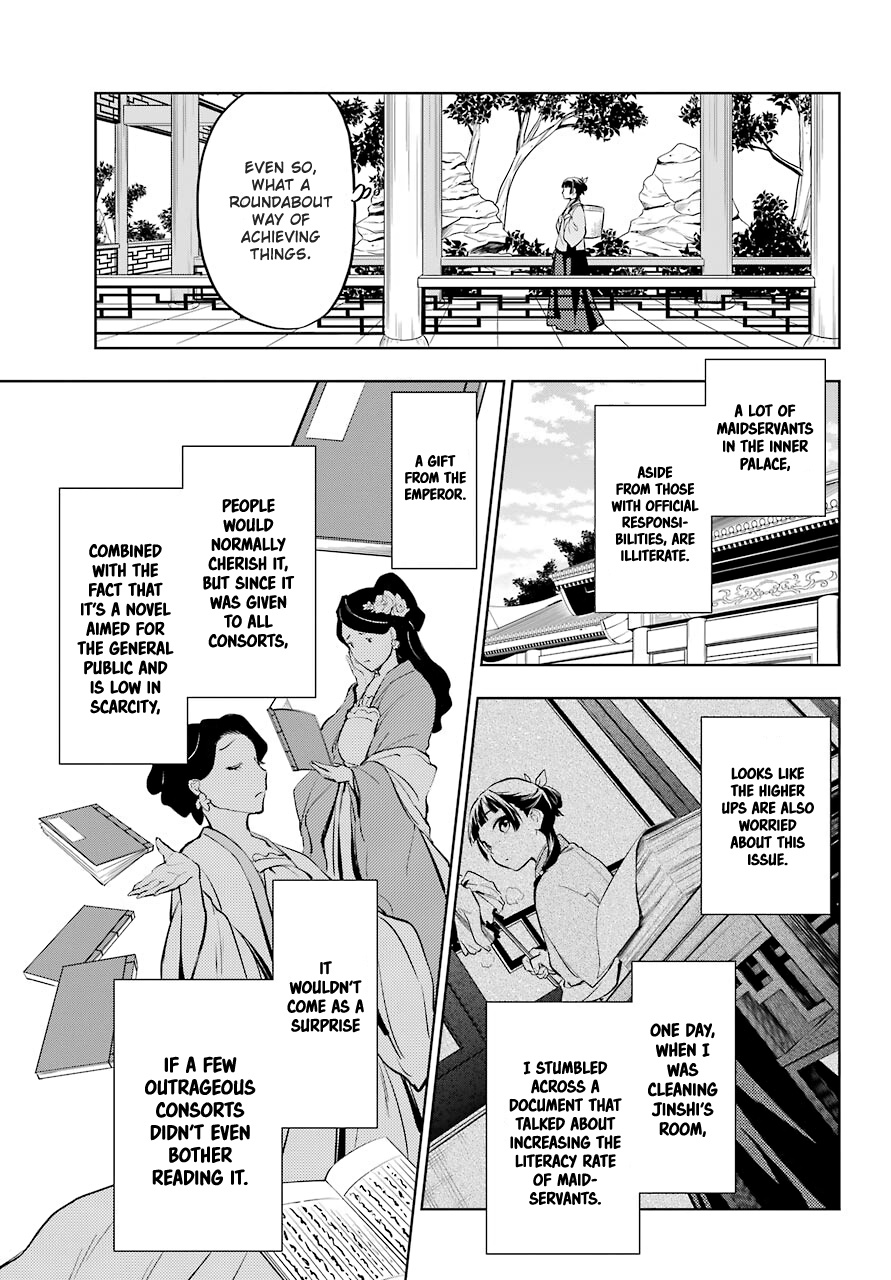 EVEN SO,
WHAT A
ROUNDABOUT
WAY OF
ACHIEVING
THINGS.
A LOT OF
MAIDSERVANTS
IN THE INNER
PALACE,
ASIDE
FROM THOSE
WITH OFFICIAL
RESPONSI-
BILITIES, ARE
ILLITERATE.
LOOKS LIKE
THE HIGHER
UPS ARE ALSO
WORRIED
ABOUT THIS
ISSUE.
ONE DAY,
WHEN I
WAS
CLEANING
JINSHI'S
ROOM,
I STUMBLED
ACROSS A
DOCUMENT THAT
TALKED ABOUT
INCREASING THE
LITERACY RATE
OF MAID-
SERVANTS.
A GIFT
FROM THE
EMPEROR.
PEOPLE
WOULD
NORMALLY
CHERISH IT,
BUT SINCE IT
WAS GIVEN
TO ALL
CONSORTS,
COMBINED
WITH THE
FACT THAT
IT'S A NOVEL
AIMED FOR
THE GENERAL
PUBLIC AND
IS LOW IN
SCARCITY,
IT
WOULDN'T
COME AS A
SURPRISE
IF A FEW
OUTRAGEOUS
CONSORTS
DIDN'T EVEN
BOTHER
READING IT.